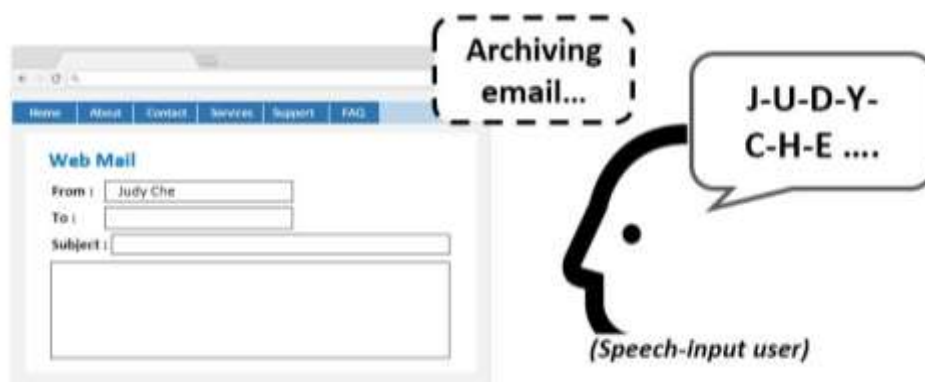 Archiving
email...
J-U-D-Y-
C-H-E ....
Home About Contact Services Support FAQ
Web Mail
From : Judy Che
To :
Subject :
(Speech-input user)